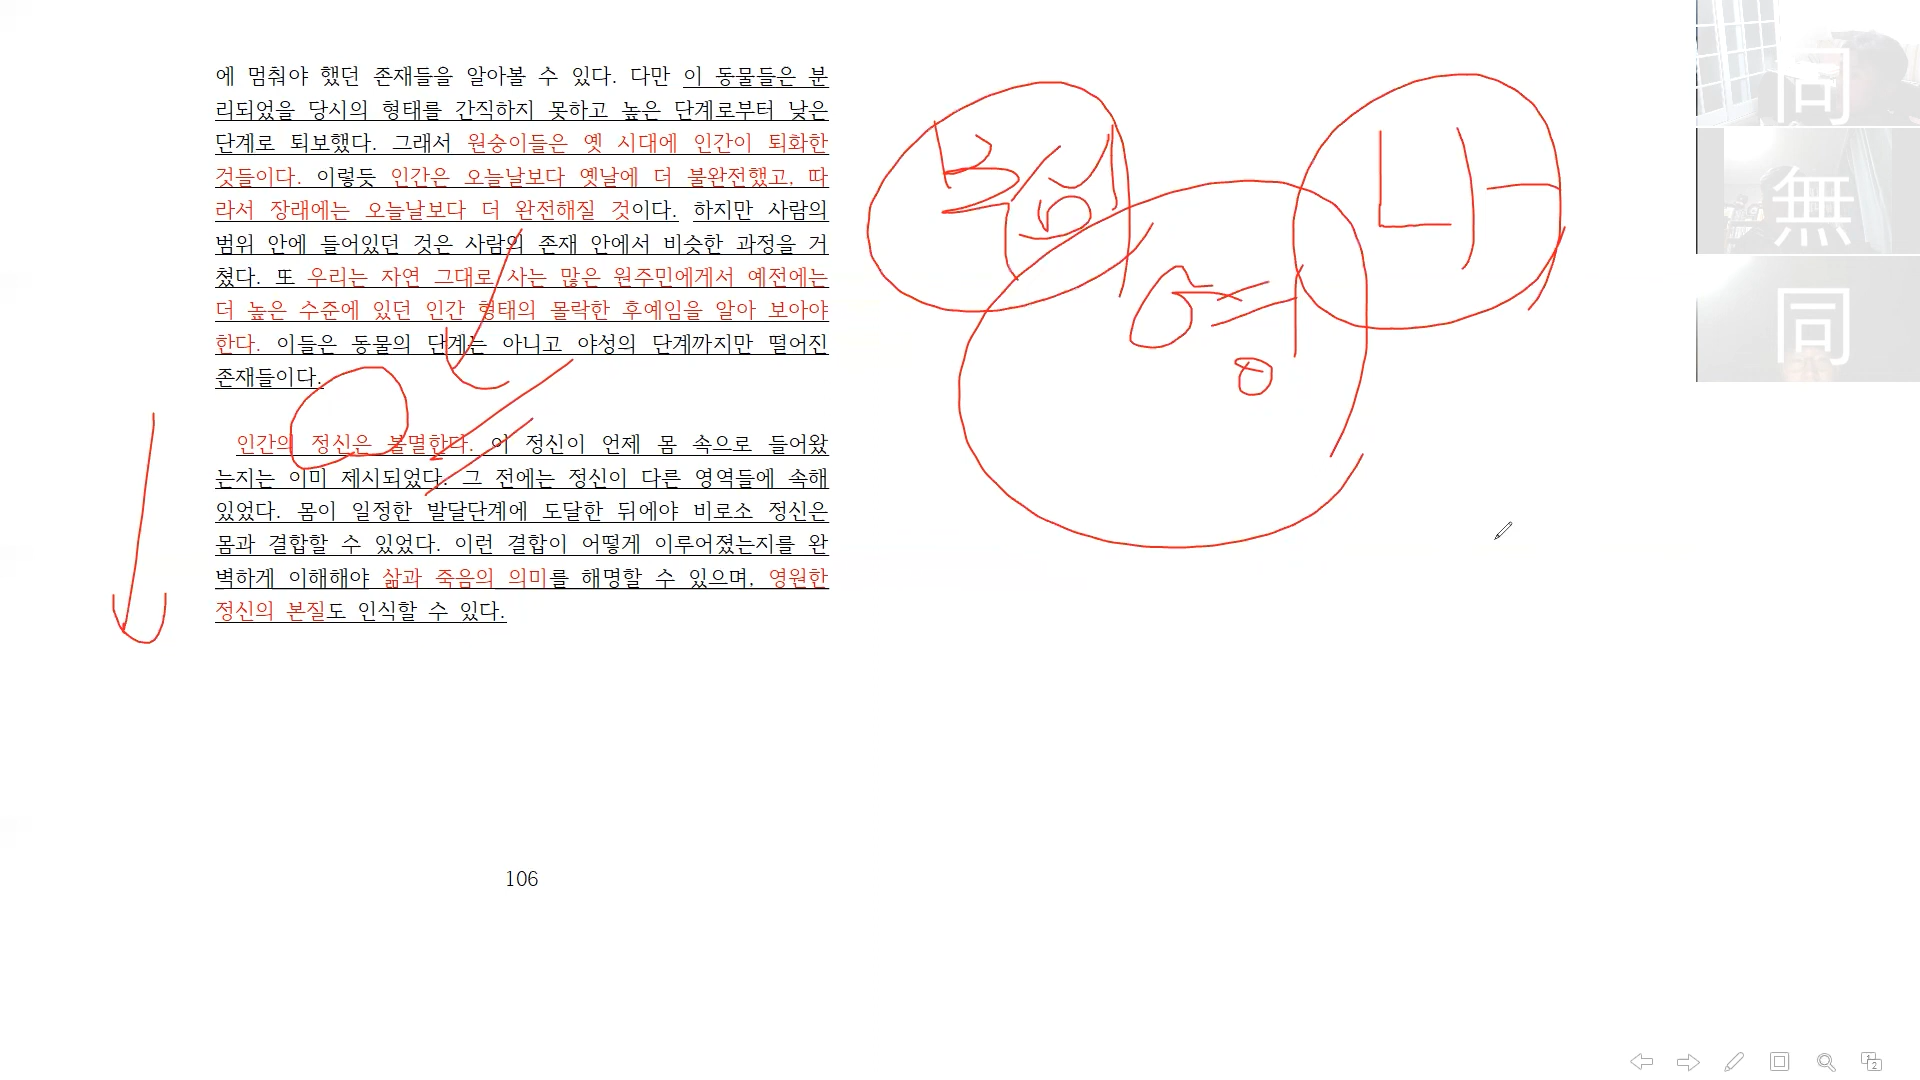 에 멈춰야 했던 존재들을 알아볼 수 있다. 다만 이 동물들은 분
리되었을 당시의 형태를 간직하지 못하고 높은 단계로부터 낮은
단계로 퇴보했다. 그래서 원숭이들은 옛 시대에 인간이 퇴화한
것들이다. 이렇듯 인간은 오늘날보다 옛날에 더 불완전했고, 따
라서 장래에는 오늘날보다 더 완전해질 것이다. 하지만 사람의
범위 안에 들어있던 것은 사람의 존재 안에서 비슷한 과정을 거
쳤다. 또 우리는 자연 그대로 사는 많은 원주민에게서 예전에는
더 높은 수준에 있던 인간 형태의 몰락한 후예임을 알아 보아야
한다. 이들은 동물의 단계는 아니고 야성의 단계까지만 떨어진
존재들이다.
인간의 정신은 불멸한다. 이 정신이 언제 몸 속으로 들어왔
는지는 이미 제시되었다. 그 전에는 정신이 다른 영역들에 속해
있었다. 몸이 일정한 발달단계에 도달한 뒤에야 비로소 정신은
몸과 결합할 수 있었다. 이런 결합이 어떻게 이루어졌는지를 완
벽하게 이해해야 삶과 죽음의 의미를 해명할 수 있으며, 영원한
정신의 본질도 인식할 수 있다.
106
나
同
無
同